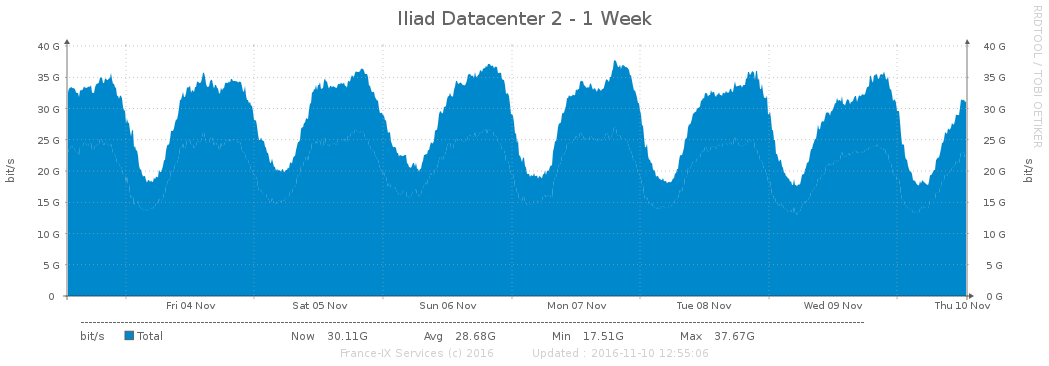 Iliad Datacenter 2 - 1 Week
RRDTOOL / TOBI OETIKER
40 G 40 G
35 G 35 G
30 G 30 G
25 G 25 G
20 G 20 G
15 G 15 G
10 G 10 G
5 G 5 G
0 0 G
bit/s bit/s
Fri 04 Nov Sat 05 Nov Sun 06 Nov Mon 07 Nov Tue 08 Nov Wed 09 Nov Thu 10 Nov
bit/s Total Now 30.11G Avg 28.68G Min 17.51G Max 37.67G
France-IX Services (c) 2016 Updated : 2016-11-10 12:55:06